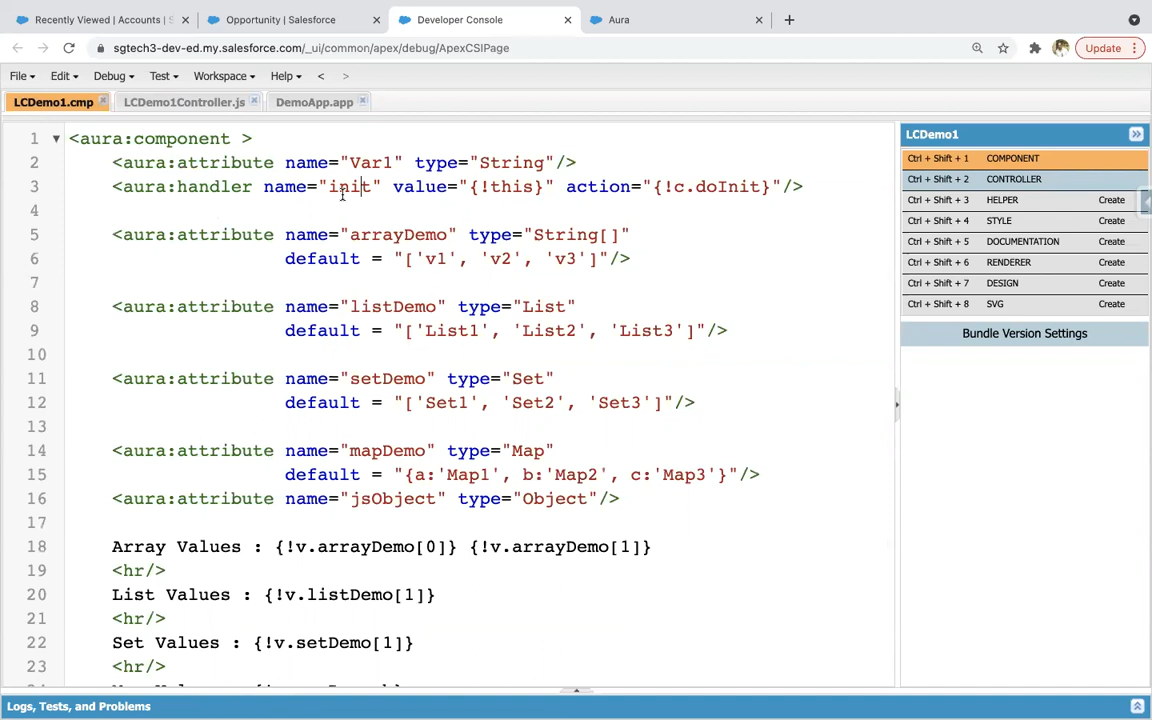 Recently Viewed | Accounts | S
Opportunity | Salesforce
Developer Console
Aura
sgtech3-dev-ed.my.salesforce.com/_ui/common/apex/debug/ApexCSIPage
Update
File Edit Debug Test Workspace Help < >
LCDemo1.cmp LCDemo1Controller.js DemoApp.app
1 <aura:component >
2 <aura:attribute name="Var1" type="String"/>
3 <aura:handler name="init" value="{!this}" action="{!c.doInit}"/>
4
5 <aura:attribute name="arrayDemo" type="String[]"
6 default = "['v1', 'v2', 'v3']"/>
7
8 <aura:attribute name="listDemo" type="List"
9 default = "['List1', 'List2', 'List3']"/>
10
11 <aura:attribute name="setDemo" type="Set"
12 default = "['Set1', 'Set2', 'Set3']"/>
13
14 <aura:attribute name="mapDemo" type="Map"
15 default = "{a:'Map1', b:'Map2', c:'Map3'}"/>
16 <aura:attribute name="jsObject" type="Object"/>
17
18 Array Values : {!v.arrayDemo[0]} {!v.arrayDemo[1]}
19 <hr/>
20 List Values : {!v.listDemo[1]}
21 <hr/>
22 Set Values : {!v.setDemo[1]}
23 <hr/>
LCDemo1
Ctrl + Shift + 1 COMPONENT
Ctrl + Shift + 2 CONTROLLER
Ctrl + Shift + 3 HELPER Create
Ctrl + Shift + 4 STYLE Create
Ctrl + Shift + 5 DOCUMENTATION Create
Ctrl + Shift + 6 RENDERER Create
Ctrl + Shift + 7 DESIGN Create
Ctrl + Shift + 8 SVG Create
Bundle Version Settings
Logs, Tests, and Problems